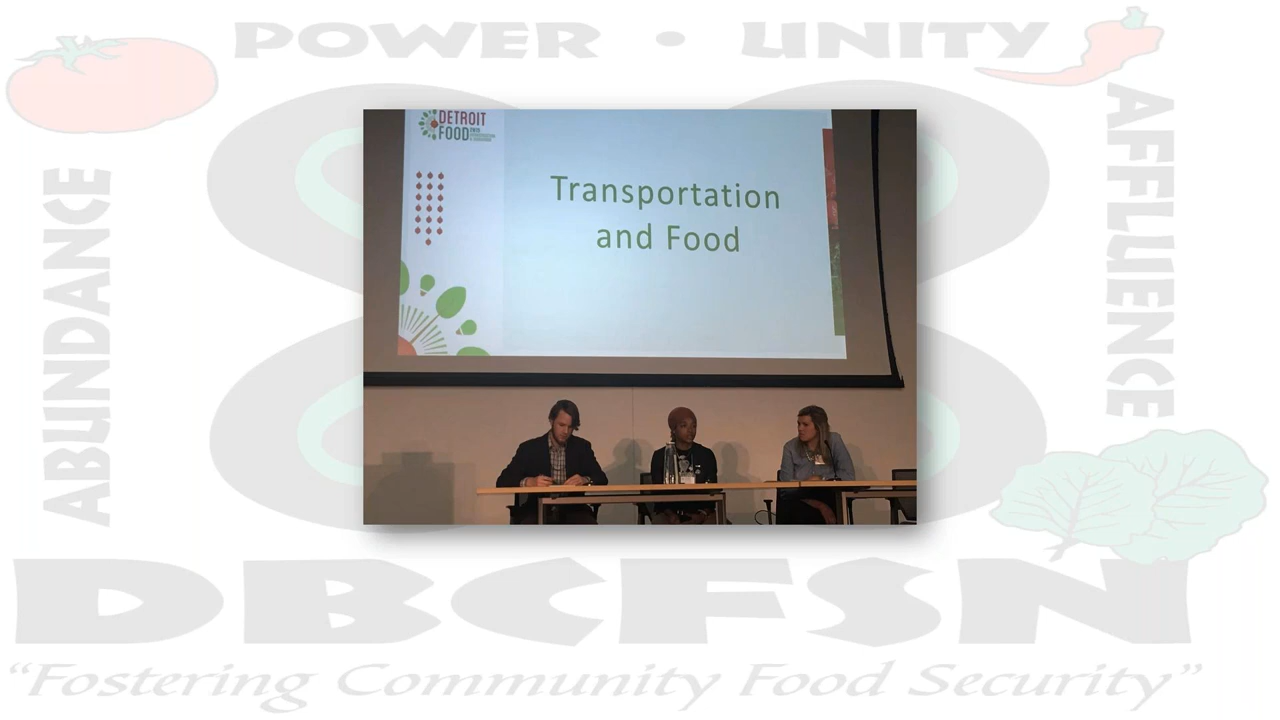 POWER • UNITY
ABUNDANCE
AFFLUENCE
DETROIT
FOOD
Transportation
and Food
DBCFSN
“Fostering Community Food Security”